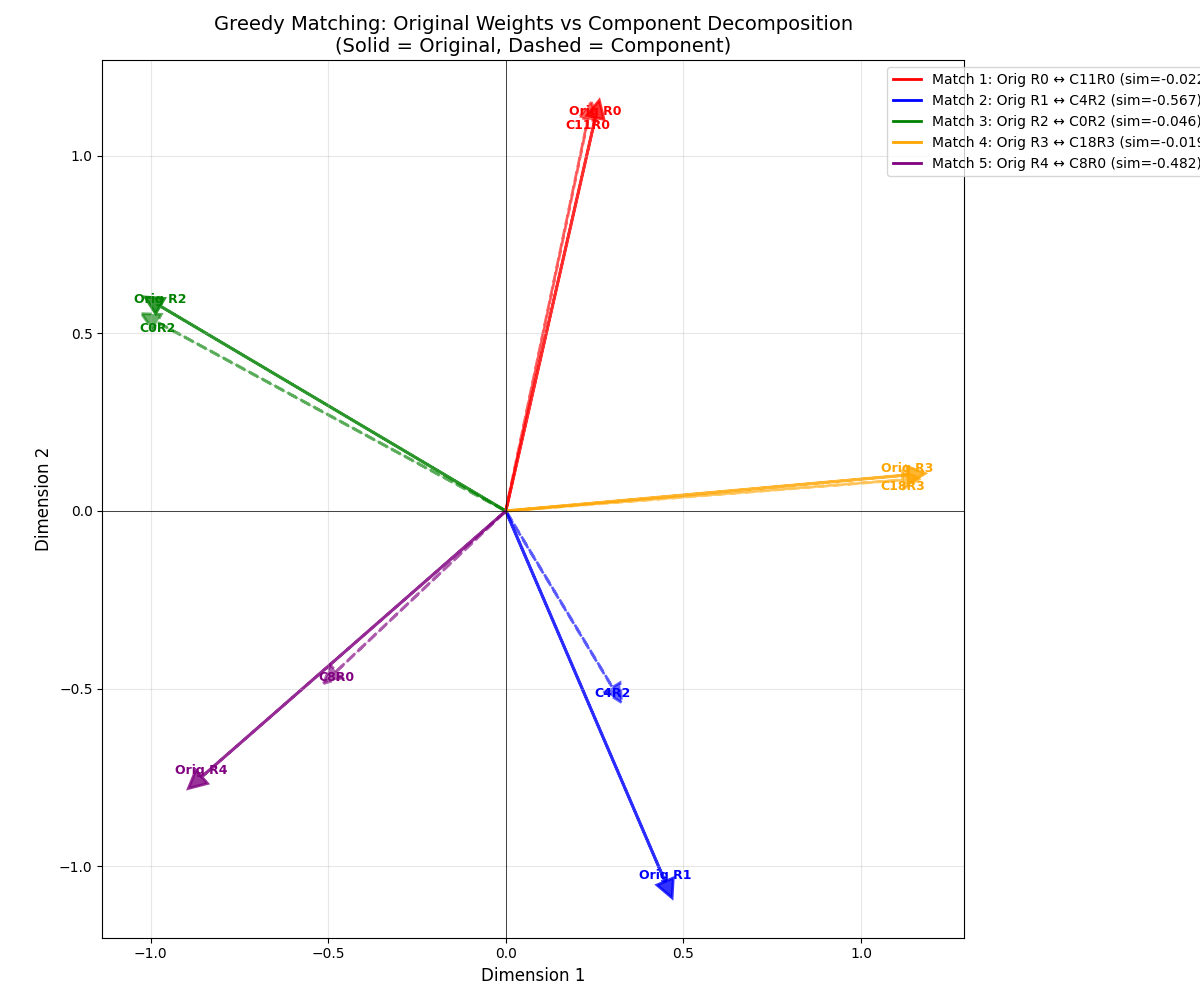 Greedy Matching: Original Weights vs Component Decomposition
(Solid = Original, Dashed = Component)
Match 1: Orig R0 ↔ C11R0 (sim=-0.022
Match 2: Orig R1 ↔ C4R2 (sim=-0.567)
Match 3: Orig R2 ↔ C0R2 (sim=-0.046)
Match 4: Orig R3 ↔ C18R3 (sim=-0.019
Match 5: Orig R4 ↔ C8R0 (sim=-0.482)
Orig R0
C11R0
Orig R2
C0R2
Orig R3
C18R3
C8R0
C4R2
Orig R4
Orig R1
1.0
0.5
0.0
−0.5
−1.0
−1.0
−0.5
0.0
0.5
1.0
Dimension 2
Dimension 1